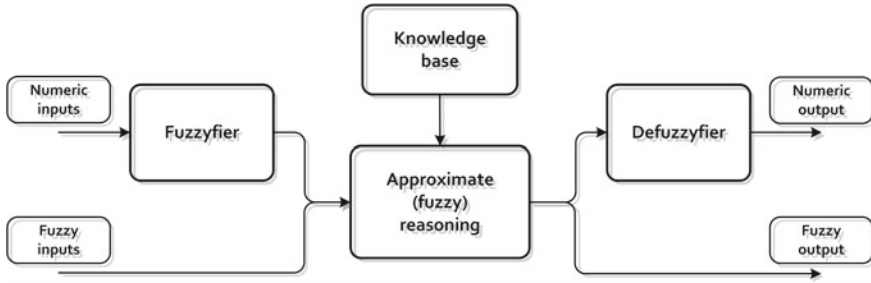 Knowledge
base
Numeric
inputs
Fuzzyfier
Defuzzyfier
Numeric
output
Approximate
(fuzzy)
reasoning
Fuzzy
inputs
Fuzzy
output